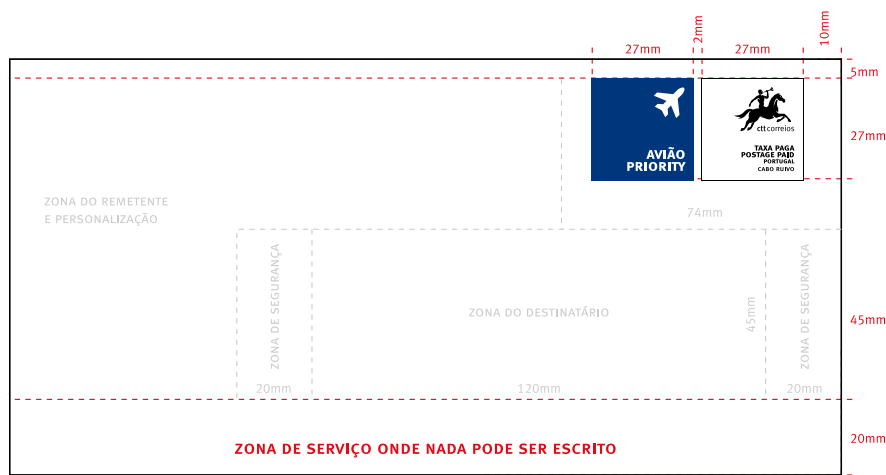 27mm
2mm
27mm
10mm
5mm
27mm
ctt correios
TAXA PAGA
POSTAGE PAID
PORTUGAL
CABO RUIVO
AVIÃO
PRIORITY
ZONA DO REMETENTE
E PERSONALIZAÇÃO
74mm
ZONA DE SEGURANÇA
20mm
ZONA DO DESTINATÁRIO
120mm
45mm
ZONA DE SEGURANÇA
20mm
45mm
20mm
ZONA DE SERVIÇO ONDE NADA PODE SER ESCRITO